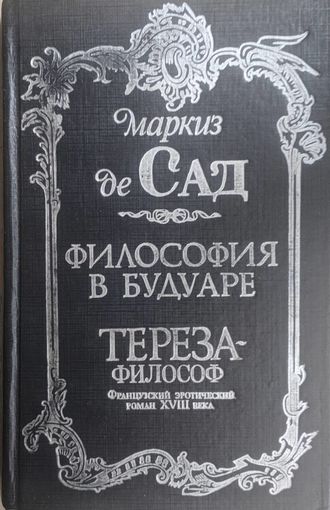 Маркиз
де САД
ФИЛОСОФИЯ
В БУДУАРЕ
ТЕРЕЗА-
ФИЛОСОФ
Французский эротический
роман XVIII века